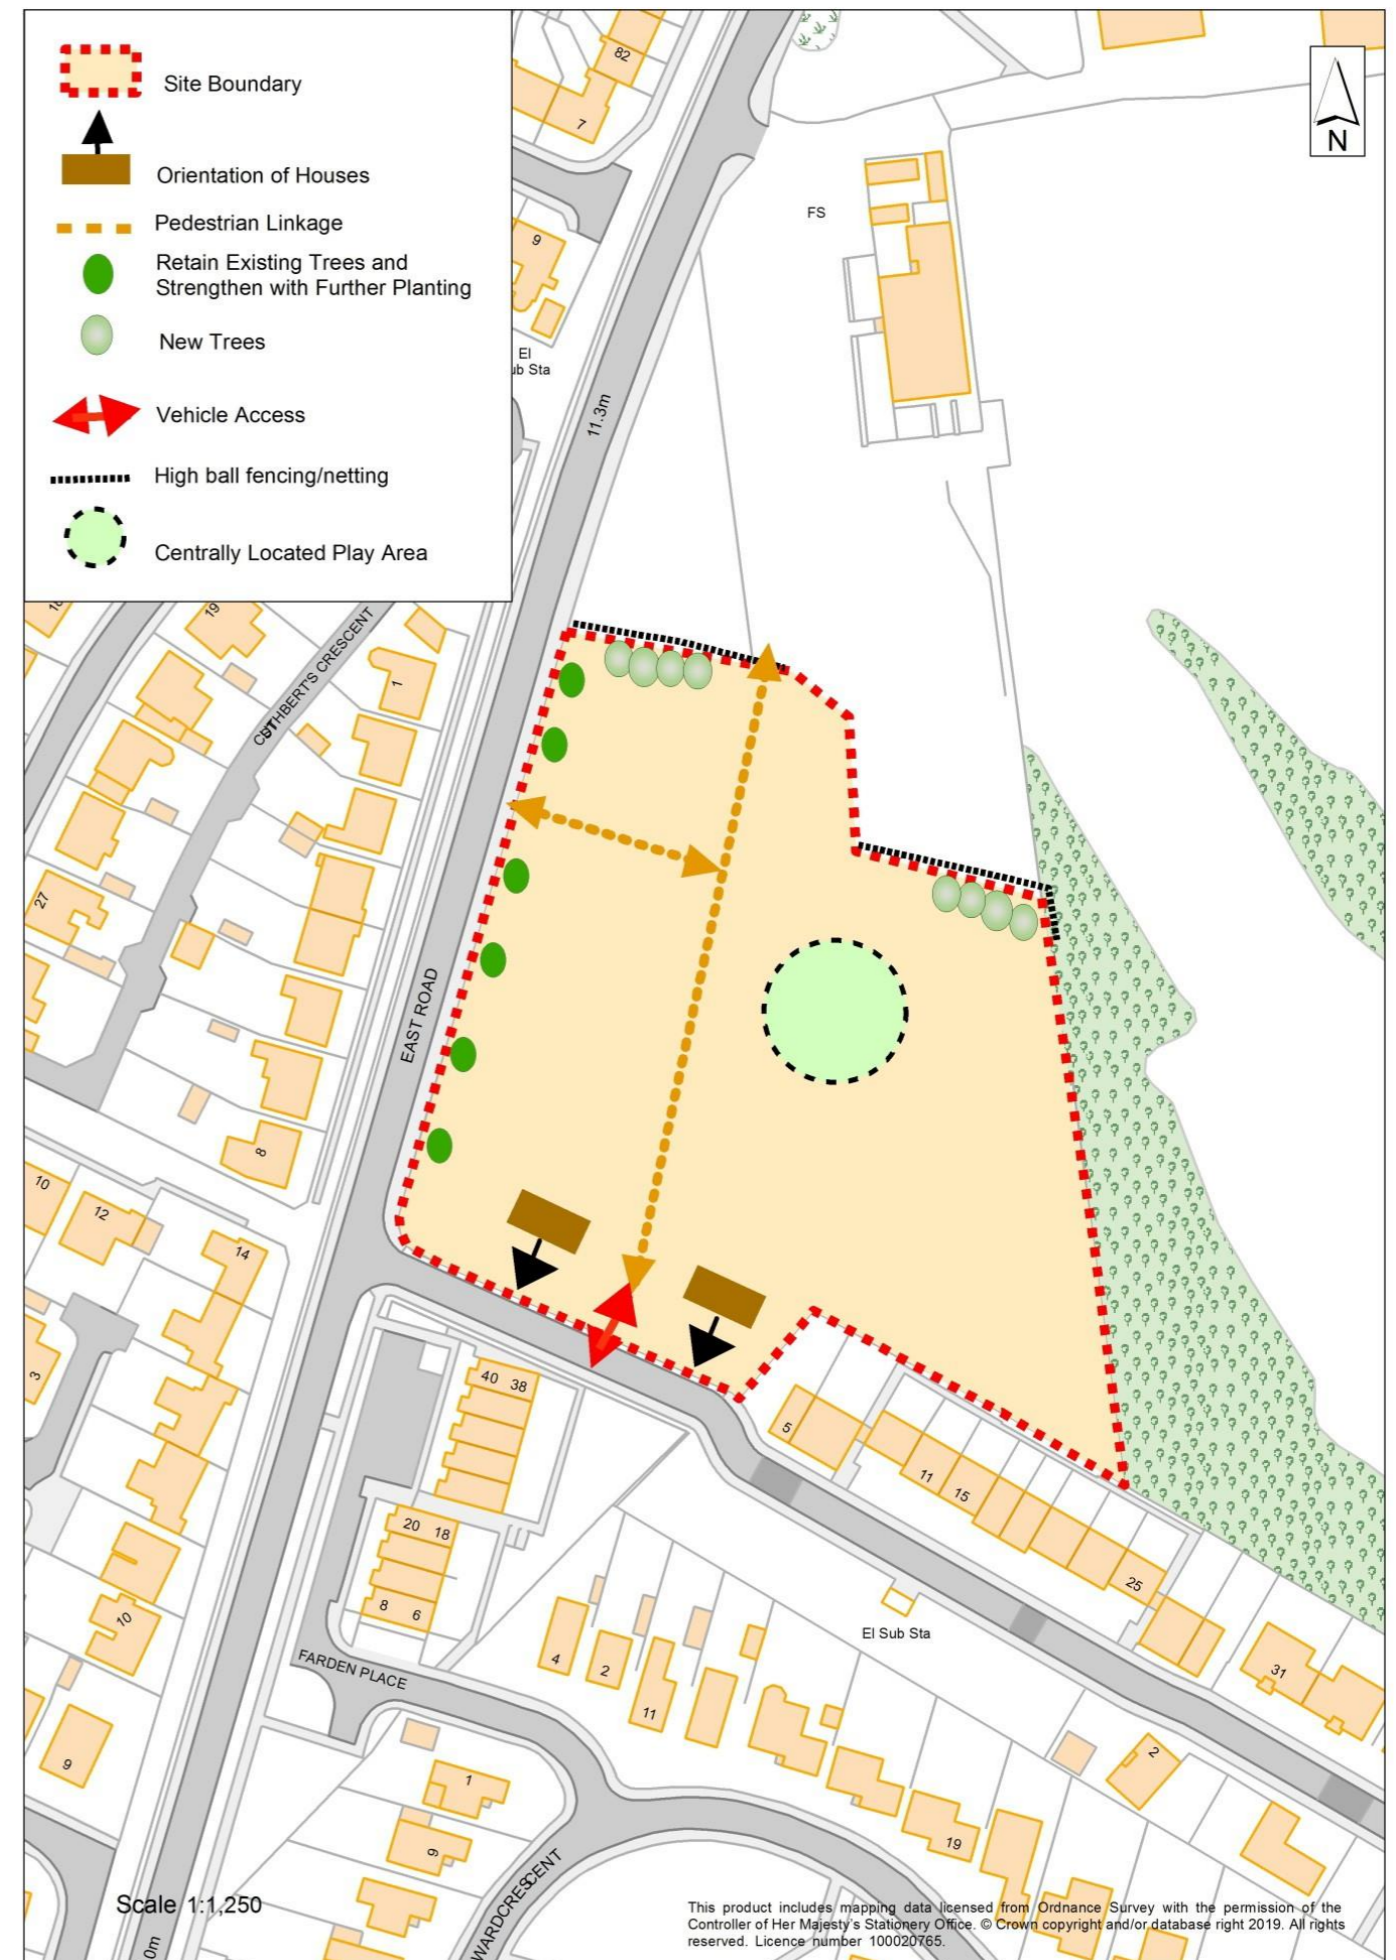 Site Boundary
Orientation of Houses
Pedestrian Linkage
Retain Existing Trees and
Strengthen with Further Planting
New Trees
Vehicle Access
High ball fencing/netting
Centrally Located Play Area
N
82
7
9
El
ub Sta
FS
11.3m
19
1
27
EAST ROAD
8
10
12
14
3
40 38
5
11
15
20 18
8 6
25
10
El Sub Sta
4
2
11
31
FARDEN PLACE
9
1
2
9
19
Scale 1:1,250
0m
This product includes mapping data licensed from Ordnance Survey with the permission of the
Controller of Her Majesty's Stationery Office. © Crown copyright and/or database right 2019. All rights
reserved. Licence number 100020765.